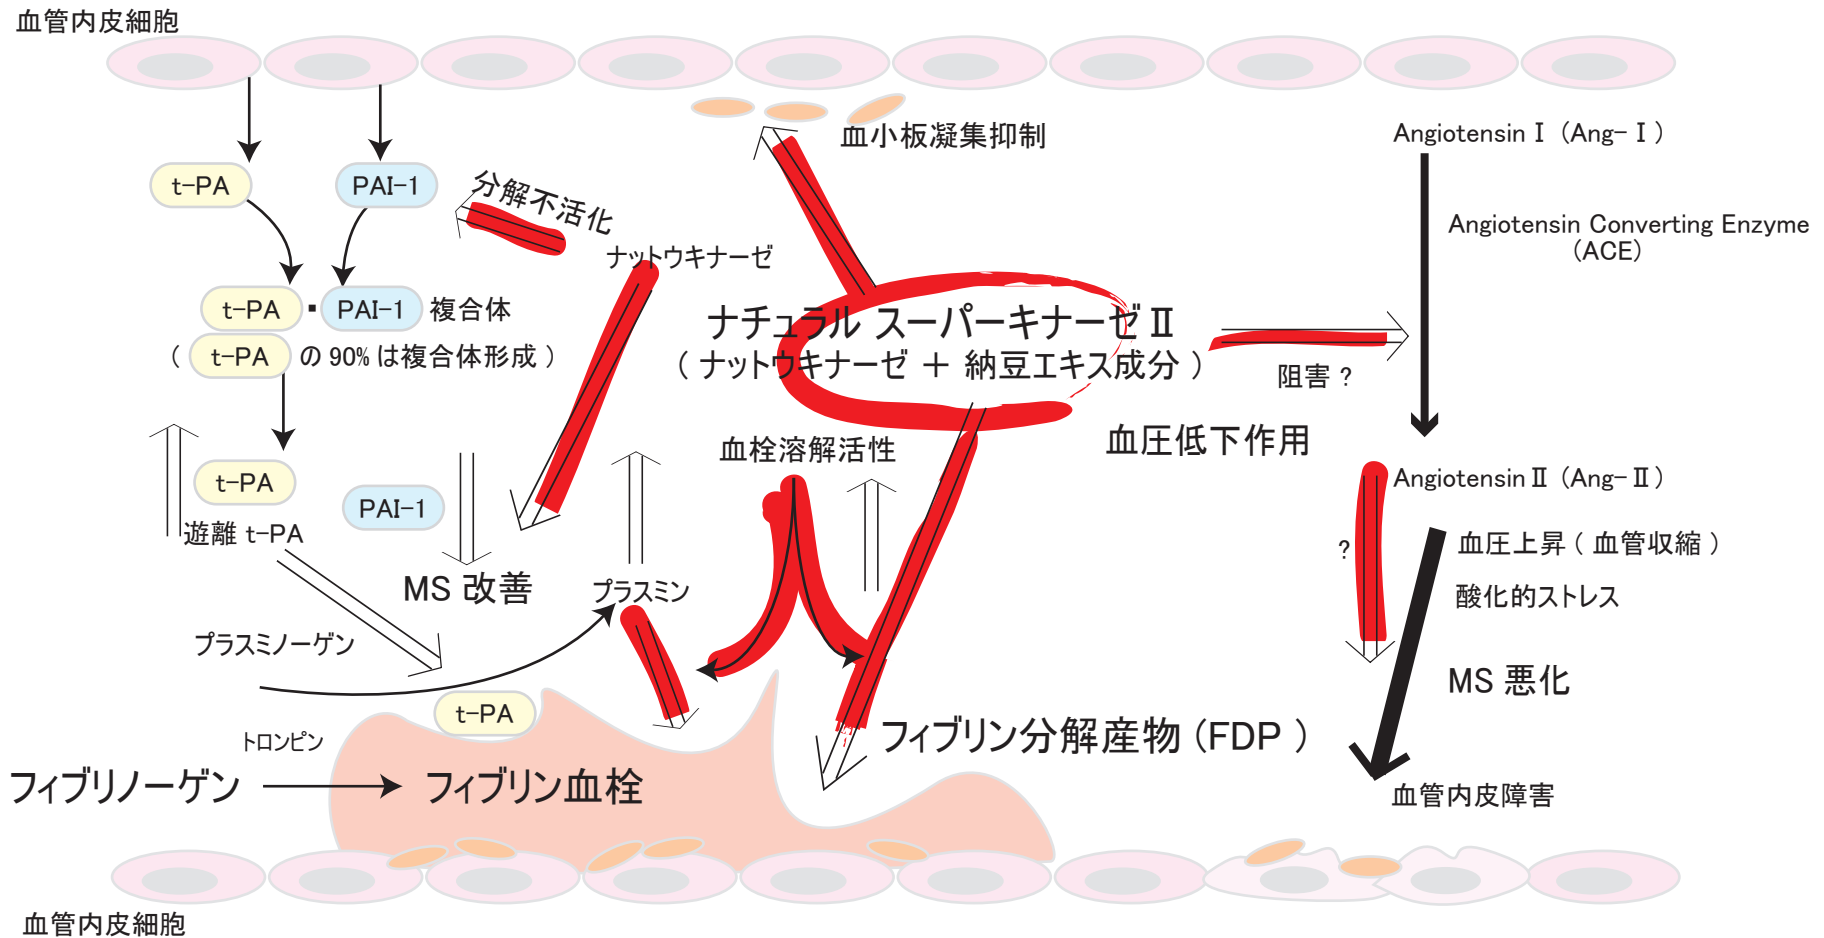 血管内皮細胞
血小板凝集抑制
Angiotensin Ⅰ (Ang-Ⅰ)
t-PA
PAI-1
分解不活化
ナットウキナーゼ
Angiotensin Converting Enzyme
(ACE)
t-PA・PAI-1 複合体
( t-PA の 90% は複合体形成 )
ナチュラル スーパーキナーゼ Ⅱ
( ナットウキナーゼ + 納豆エキス成分 )
阻害 ?
血栓溶解活性
血圧低下作用
t-PA
PAI-1
Angiotensin Ⅱ (Ang-Ⅱ)
遊離 t-PA
?
血圧上昇 ( 血管収縮 )
MS 改善
プラスミン
酸化的ストレス
プラスミノーゲン
MS 悪化
t-PA
トロンピン
フィブリン分解産物 (FDP )
フィブリノーゲン
フィブリン血栓
血管内皮障害
血管内皮細胞